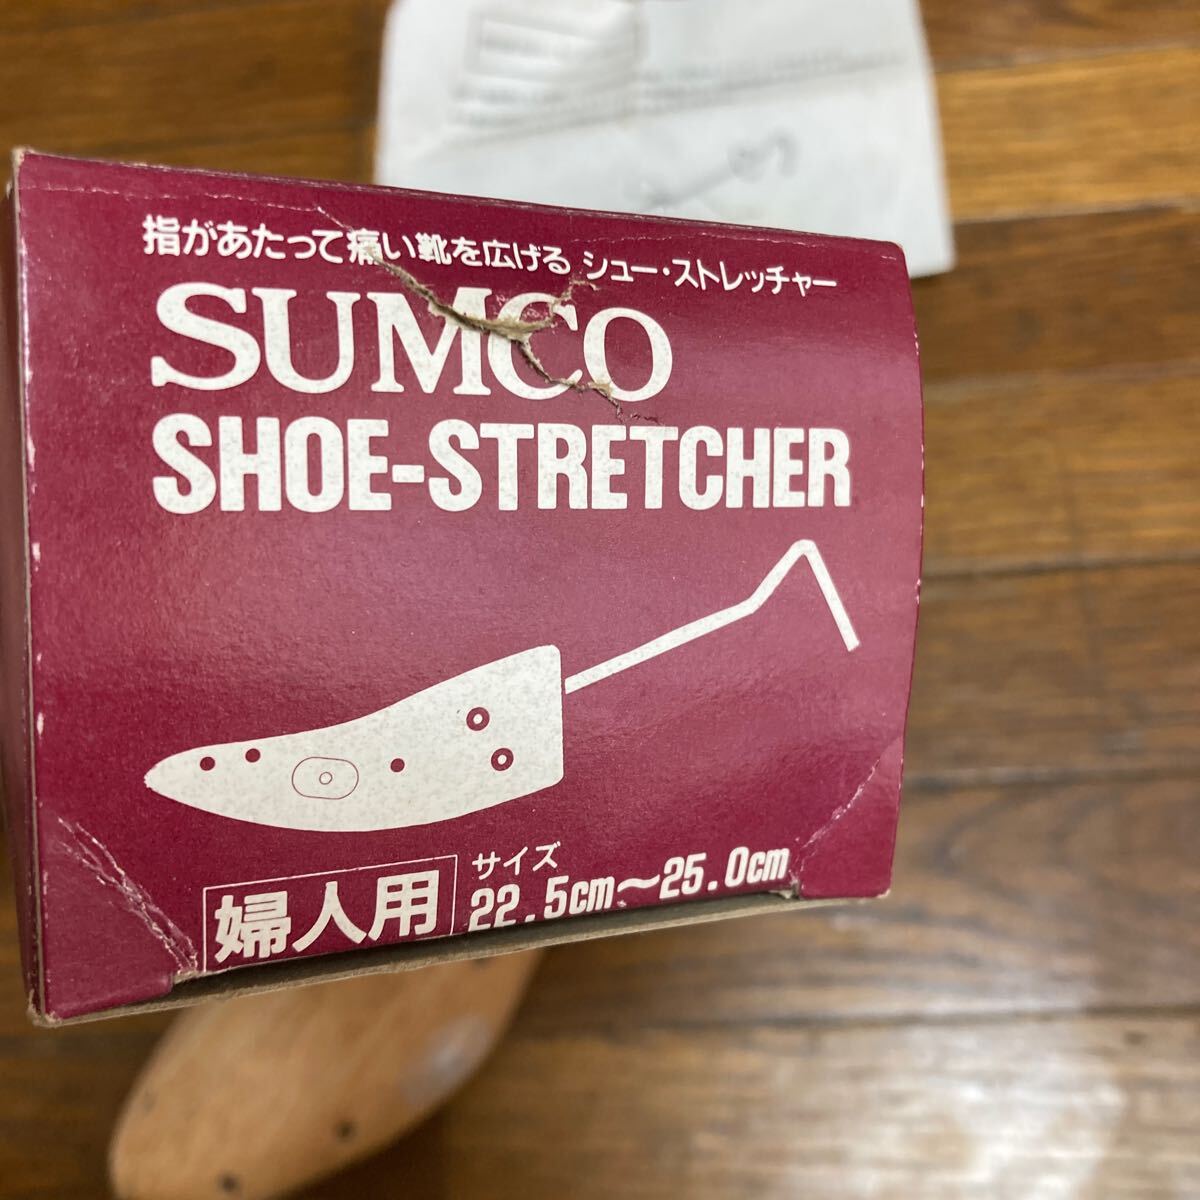 指があたって痛い靴を広げる シュー・ストレッチャー
SUMCO
SHOE-STRETCHER
婦人用
サイズ
22.5cm〜25.0cm